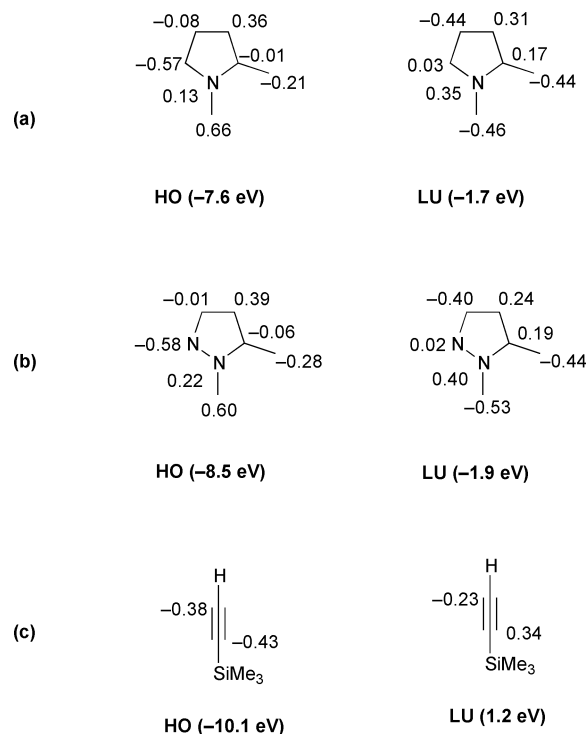 –0.08 0.36 –0.44 0.31
–0.57 –0.01 0.03 0.17
N –0.21 N –0.44
0.13 0.35
(a)
0.66 –0.46
HO (–7.6 eV) LU (–1.7 eV)
–0.01 0.39 –0.40 0.24
–0.58 N –0.06 0.02 N 0.19
(b)
N –0.28 N –0.44
0.22 0.40
0.60 –0.53
HO (–8.5 eV) LU (–1.9 eV)
H H
–0.38 –0.23
(c)
–0.43 0.34
SiMe3 SiMe3
HO (–10.1 eV) LU (1.2 eV)